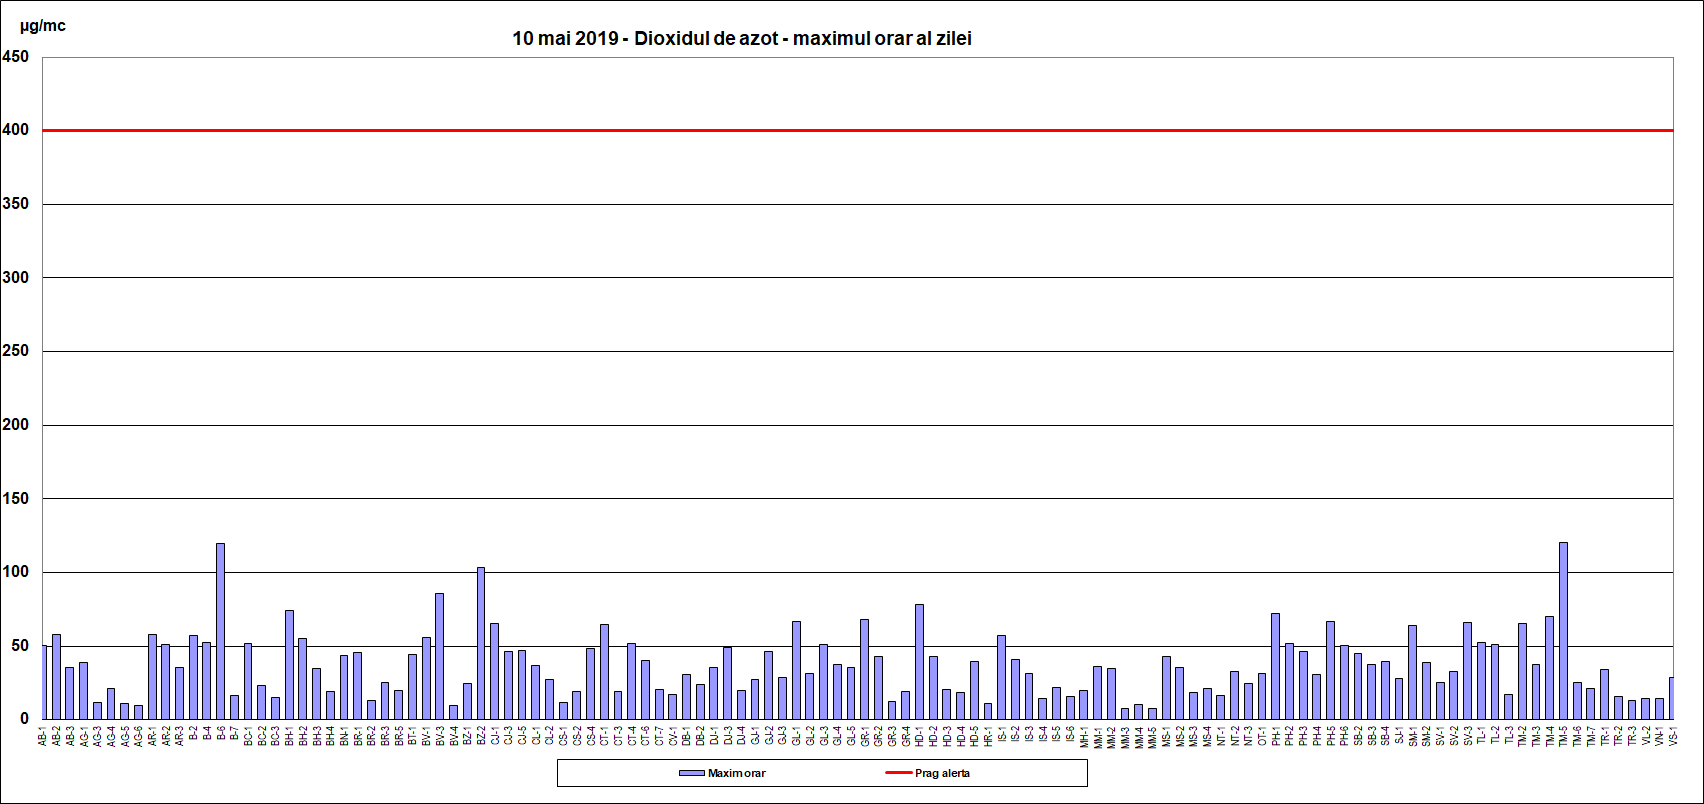 µg/mc
10 mai 2019 - Dioxidul de azot - maximul orar al zilei
450
400
350
300
250
200
150
100
50
0
AB-1 AB-2 AB-3 AG-1 AG-3 AG-4 AG-5 AG-6 AR-1 AR-2 AR-3 B-2 B-4 B-6 B-7 BC-1 BC-2 BC-3 BH-1 BH-2 BH-3 BH-4 BN-1 BR-1 BR-2 BR-3 BR-5 BT-1 BV-1 BV-3 BV-4 BZ-1 BZ-2 CJ-1 CJ-3 CJ-5 CL-1 CL-2 CS-1 CS-2 CS-4 CT-1 CT-3 CT-4 CT-6 CT-7 CV-1 DB-1 DB-2 DJ-1 DJ-3 DJ-4 GJ-1 GJ-2 GJ-3 GL-1 GL-2 GL-3 GL-4 GL-5 GR-1 GR-2 GR-3 GR-4 HD-1 HD-2 HD-3 HD-4 HD-5 HR-1 IS-1 IS-2 IS-3 IS-4 IS-5 IS-6 MH-1 MM-1 MM-2 MM-3 MM-4 MM-5 MS-1 MS-2 MS-3 MS-4 NT-1 NT-2 NT-3 OT-1 PH-1 PH-2 PH-3 PH-4 PH-5 PH-6 SB-2 SB-3 SB-4 SJ-1 SM-1 SM-2 SV-1 SV-2 SV-3 TL-1 TL-2 TL-3 TM-2 TM-3 TM-4 TM-5 TM-6 TM-7 TR-1 TR-2 TR-3 VL-2 VN-1 VS-1
Maxim orar Prag alerta